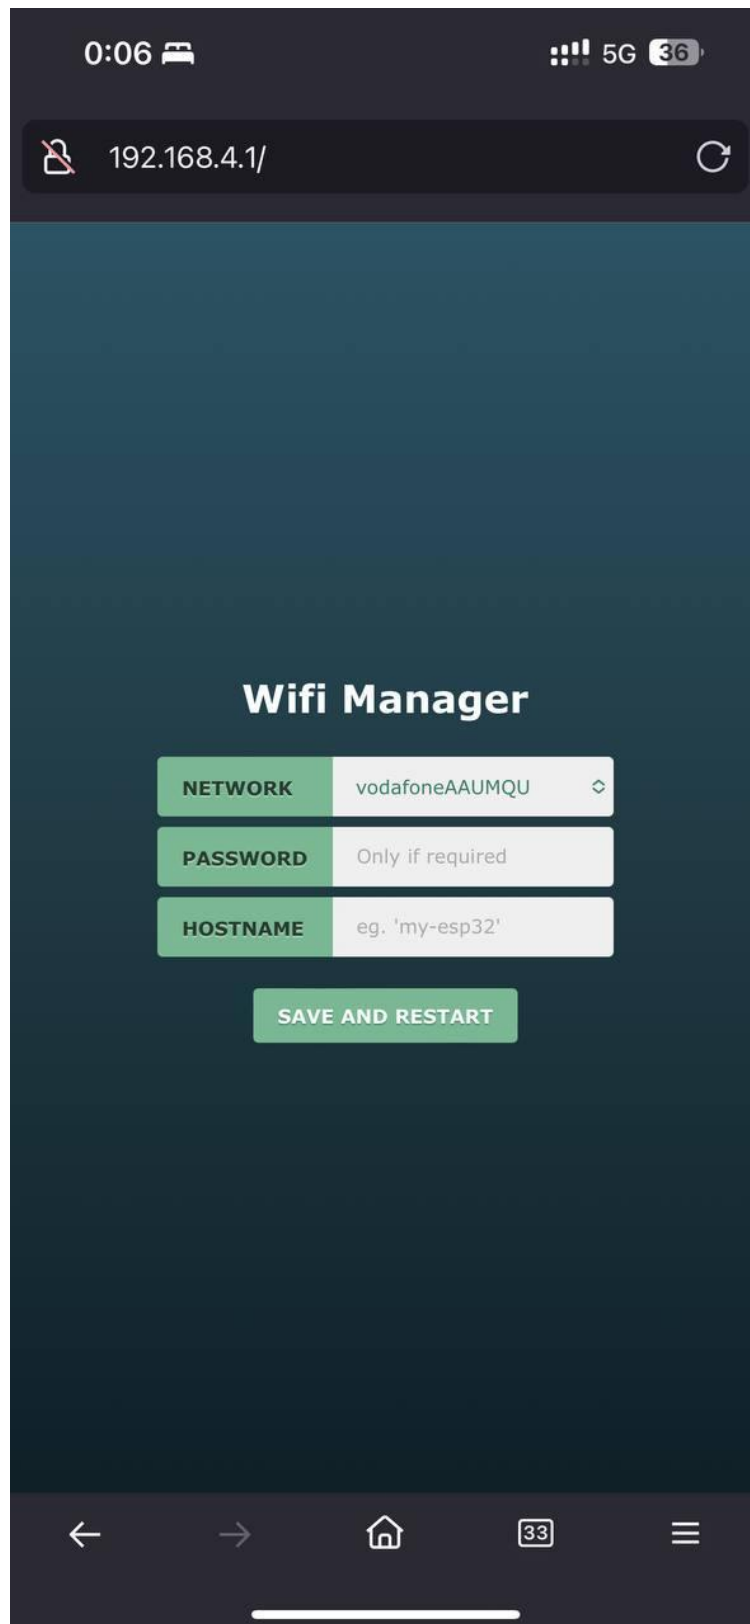 0:06
5G 36
192.168.4.1/
Wifi Manager
NETWORK vodafoneAAUMQU
PASSWORD Only if required
HOSTNAME eg. 'my-esp32'
SAVE AND RESTART
33